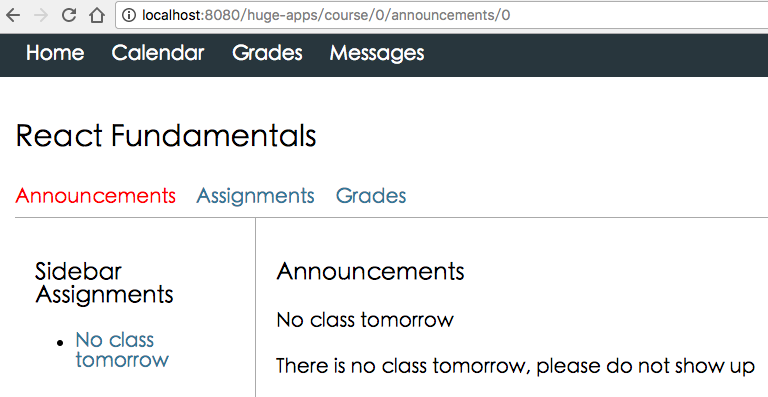 localhost:8080/huge-apps/course/0/announcements/0
Home Calendar Grades Messages
React Fundamentals
Announcements Assignments Grades
Sidebar
Assignments
• No class
tomorrow
Announcements
No class tomorrow
There is no class tomorrow, please do not show up